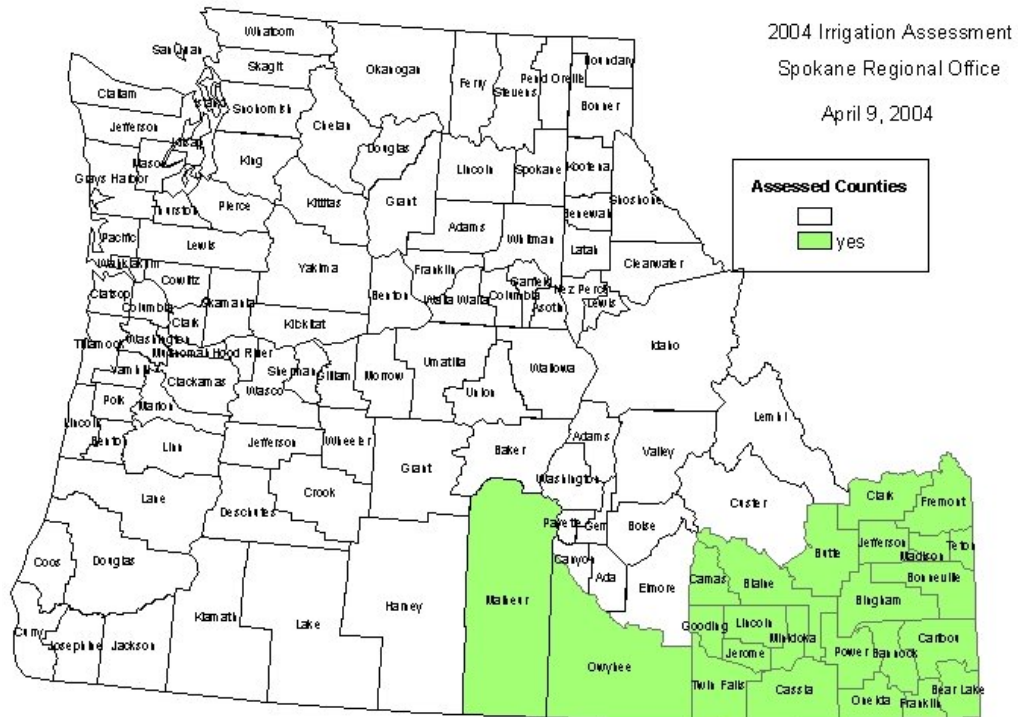 2004 Irrigation Assessment
Spokane Regional Office
April 9, 2004
Assessed Counties
yes
Whatcom
San Juan
Skagit
Okanogan
Ferry
Stevens
Pend Oreille
Boundary
Clallam
Island
Snohomish
Bonner
Jefferson
Chelan
Kitsap
Douglas
Mason
King
Lincoln
Spokane
Kootenai
Grays Harbor
Grant
Shoshone
Thurston
Pierce
Kittitas
Benewah
Adams
Pacific
Lewis
Whitman
Latah
Clearwater
Wahkiakum
Yakima
Franklin
Garfield
Nez Perce
Cowlitz
Benton
Walla Walla
Columbia
Asotin
Lewis
Clatsop
Columbia
Skamania
Clark
Klickitat
Washington
Tillamook
Multnomah
Hood River
Idaho
Yamhill
Clackamas
Sherman
Gilliam
Morrow
Umatilla
Wallowa
Wasco
Union
Polk
Marion
Lemhi
Lincoln
Benton
Linn
Jefferson
Wheeler
Baker
Adams
Valley
Grant
Washington
Lane
Crook
Custer
Clark
Fremont
Deschutes
Payette
Gem
Boise
Jefferson
Teton
Madison
Butte
Coos
Douglas
Canyon
Ada
Elmore
Camas
Blaine
Bonneville
Malheur
Bingham
Harney
Klamath
Lake
Gooding
Lincoln
Minidoka
Caribou
Curry
Josephine
Jackson
Jerome
Power
Bannock
Owyhee
Twin Falls
Cassia
Oneida
Franklin
Bear Lake